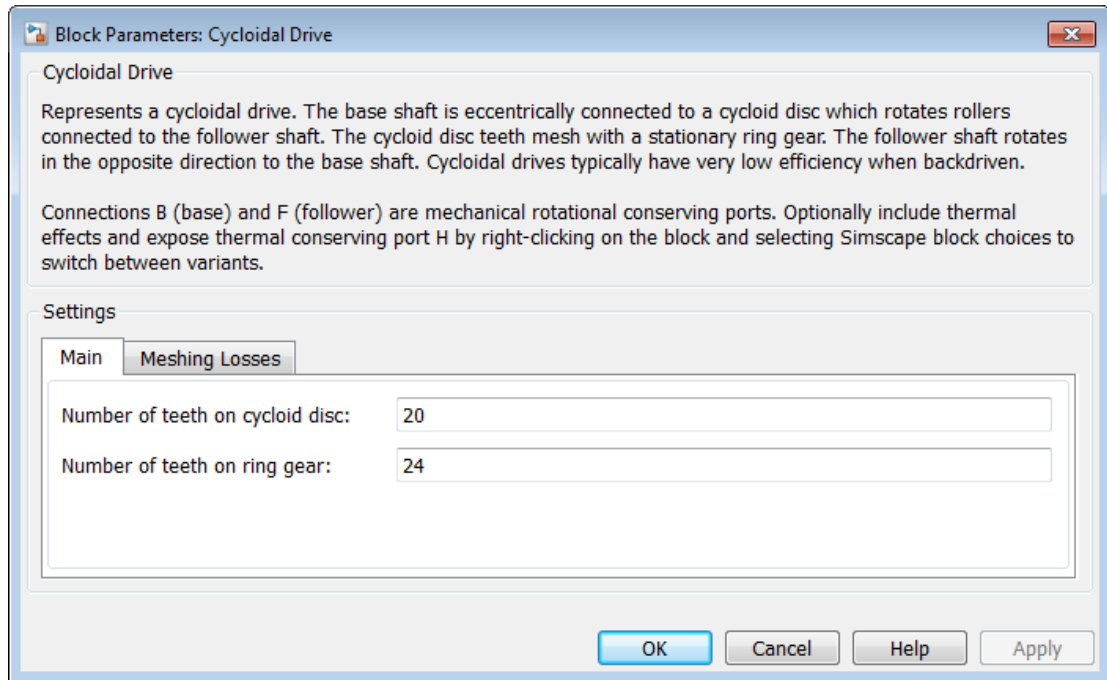 Block Parameters: Cycloidal Drive
Cycloidal Drive
Represents a cycloidal drive. The base shaft is eccentrically connected to a cycloid disc which rotates rollers
connected to the follower shaft. The cycloid disc teeth mesh with a stationary ring gear. The follower shaft rotates
in the opposite direction to the base shaft. Cycloidal drives typically have very low efficiency when backdriven.
Connections B (base) and F (follower) are mechanical rotational conserving ports. Optionally include thermal
effects and expose thermal conserving port H by right-clicking on the block and selecting Simscape block choices to
switch between variants.
Settings
Main Meshing Losses
Number of teeth on cycloid disc: 20
Number of teeth on ring gear: 24
OK Cancel Help Apply